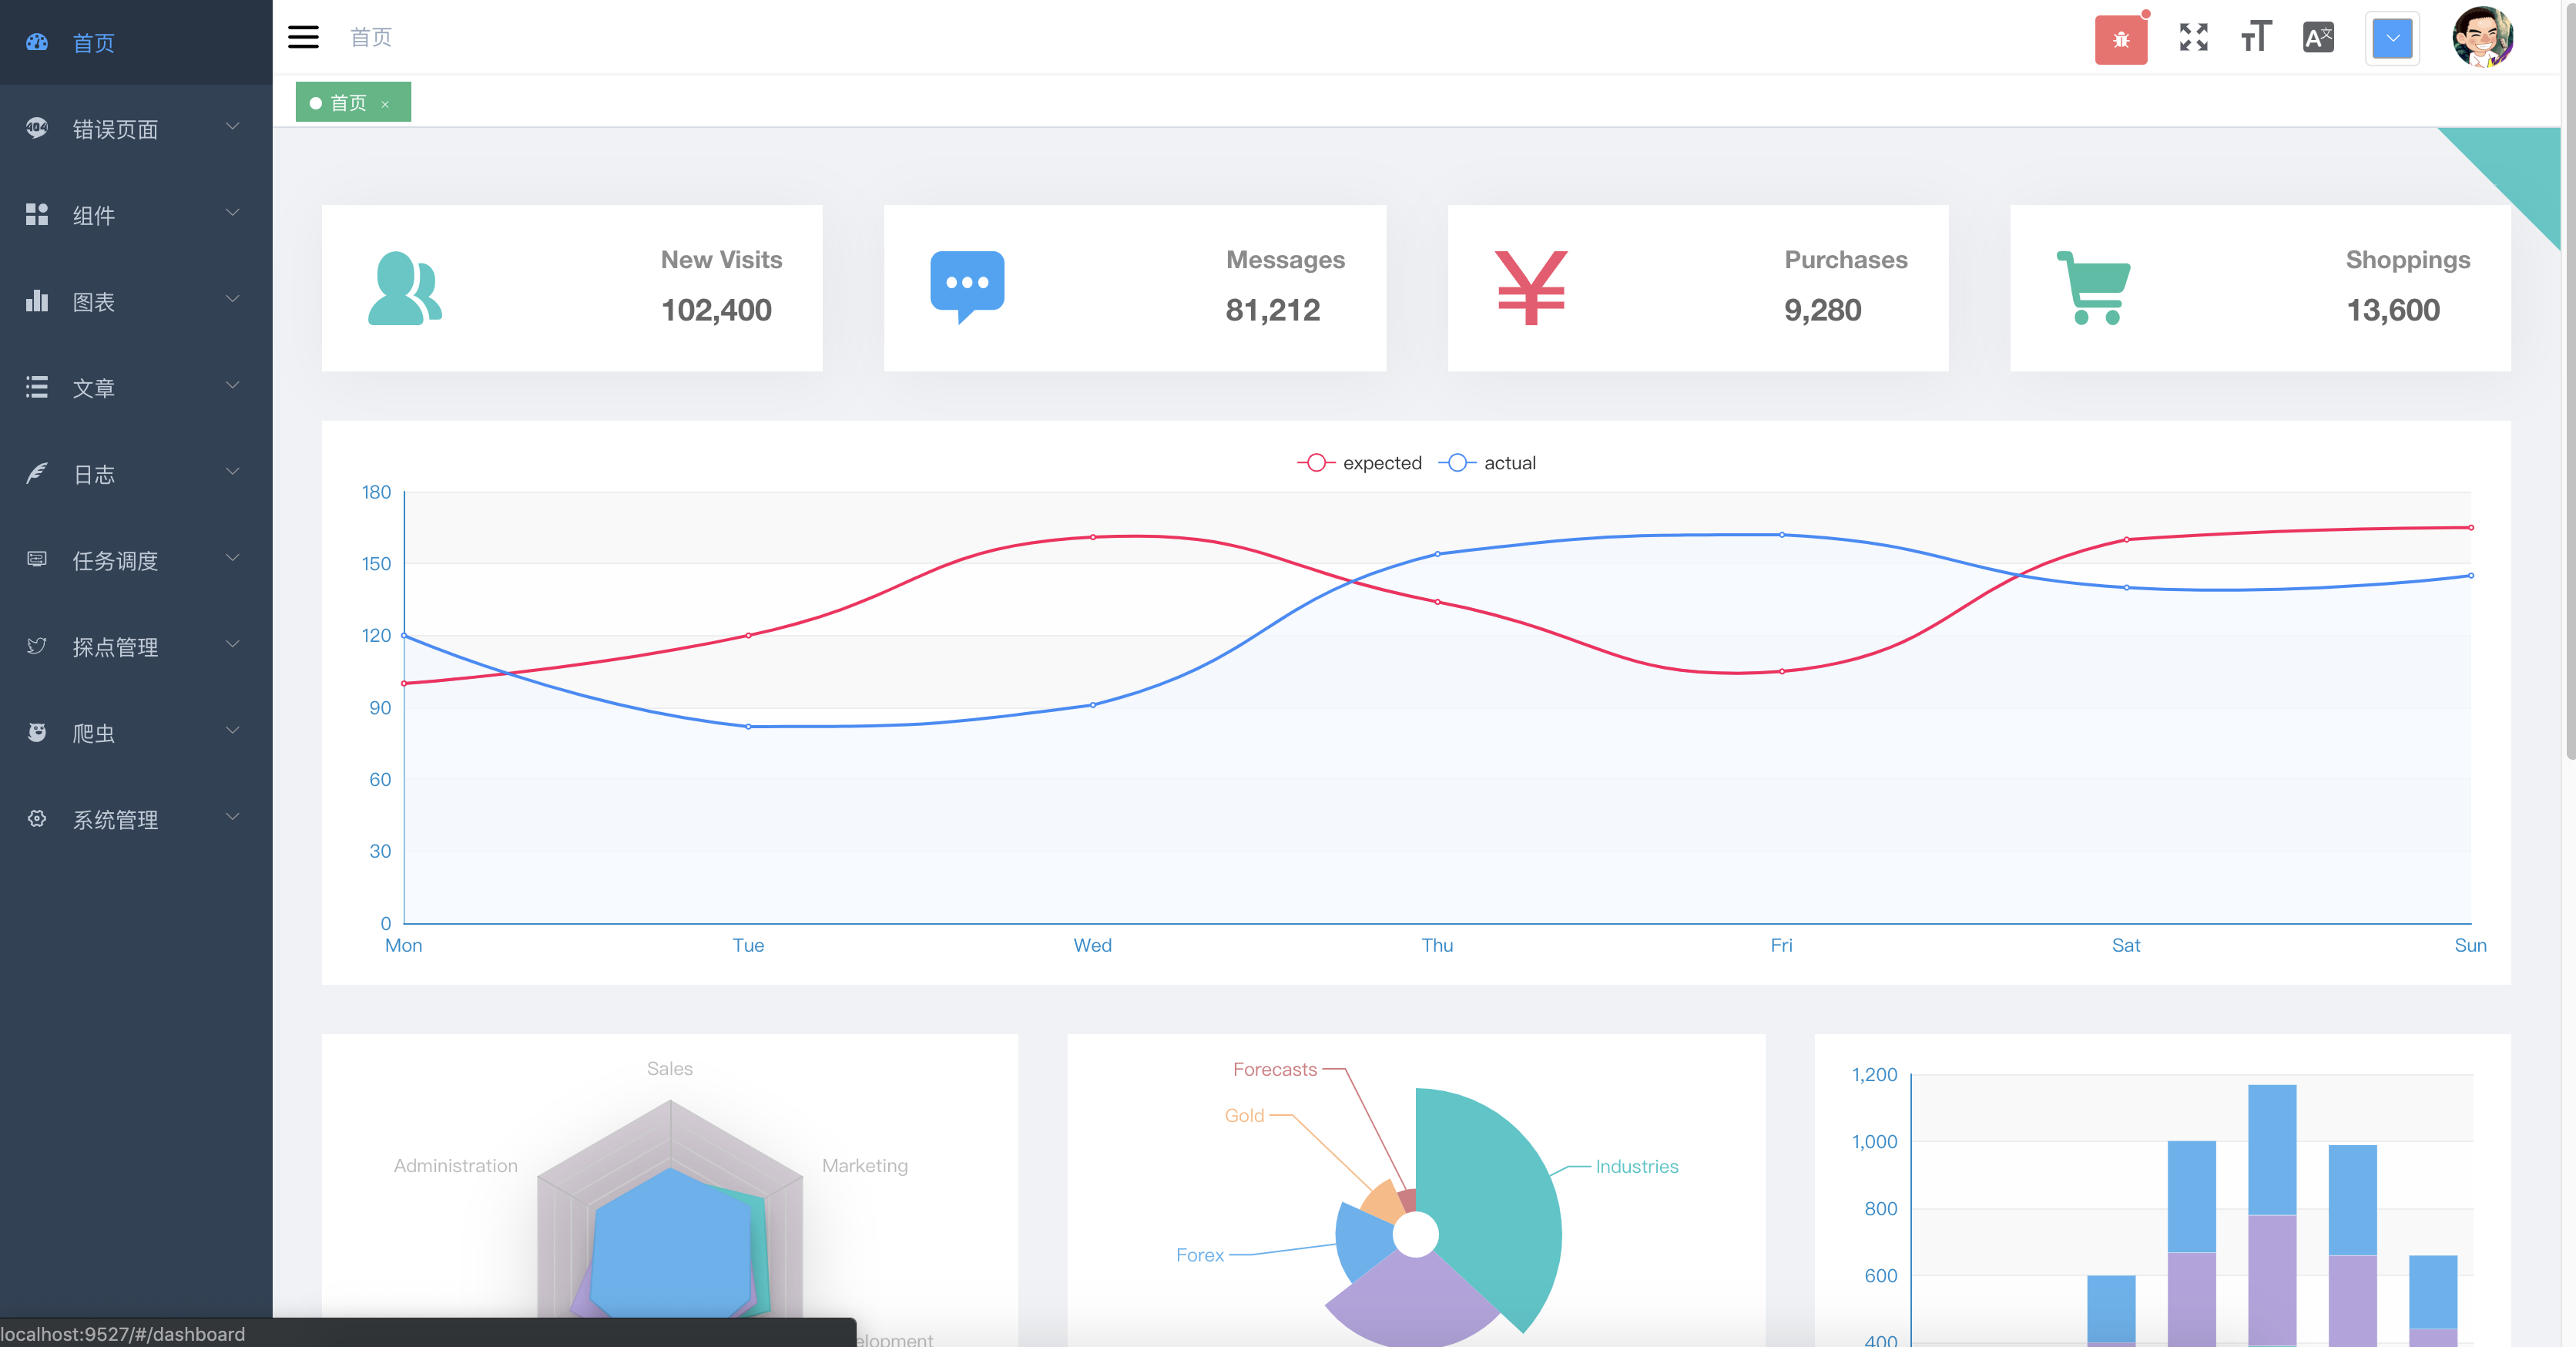 首页
错误页面
组件
图表
文章
日志
任务调度
探点管理
爬虫
系统管理
localhost:9527/#/dashboard
首页
首页 ×
New Visits
102,400
Messages
81,212
Purchases
9,280
Shoppings
13,600
expected actual
180
150
120
90
60
30
0
Mon Tue Wed Thu Fri Sat Sun
Sales
Administration
Marketing
elopment
Forecasts
Gold
Industries
Forex
1,200
1,000
800
600
400